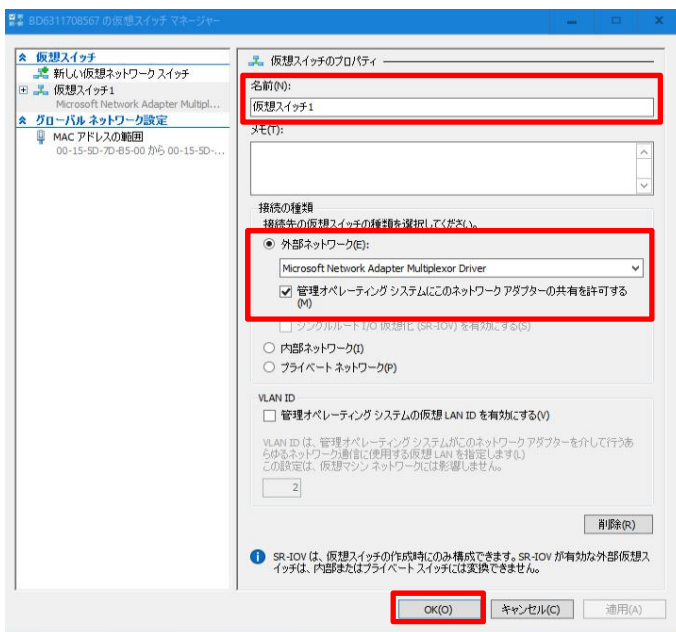 BD6311708567 の仮想スイッチ マネージャー
仮想スイッチ
新しい仮想ネットワーク スイッチ
仮想スイッチ1
Microsoft Network Adapter Multipl...
グローバル ネットワーク設定
MAC アドレスの範囲
00-15-5D-7D-B5-00 から 00-15-5D-...
仮想スイッチのプロパティ
名前(N):
仮想スイッチ1
メモ(T):
接続の種類
接続先の仮想スイッチの種類を選択してください。
外部ネットワーク(E):
Microsoft Network Adapter Multiplexor Driver
管理オペレーティング システムにこのネットワーク アダプターの共有を許可する
(M)
シングルルート I/O 仮想化 (SR-IOV) を有効にする(S)
内部ネットワーク(I)
プライベート ネットワーク(P)
VLAN ID
管理オペレーティング システムの仮想 LAN ID を有効にする(V)
VLAN ID は、管理オペレーティング システムがこのネットワーク アダプターを介して行うあ
らゆるネットワーク通信に使用する仮想 LAN を指定します(L)
この設定は、仮想マシン ネットワークには影響しません。
2
削除(R)
SR-IOV は、仮想スイッチの作成時にのみ構成できます。SR-IOV が有効な外部仮想ス
イッチは、内部またはプライベート スイッチには変換できません。
OK(O)
キャンセル(C)
適用(A)